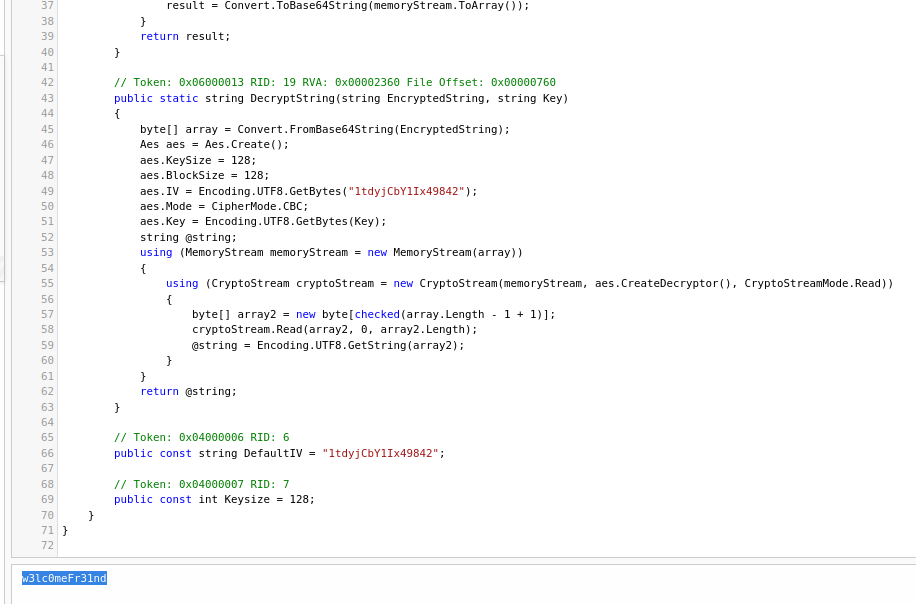 37                 result = Convert.ToBase64String(memoryStream.ToArray());
38             }
39             return result;
40         }
41
42         // Token: 0x06000013 RID: 19 RVA: 0x00002360 File Offset: 0x00000760
43         public static string DecryptString(string EncryptedString, string Key)
44         {
45             byte[] array = Convert.FromBase64String(EncryptedString);
46             Aes aes = Aes.Create();
47             aes.KeySize = 128;
48             aes.BlockSize = 128;
49             aes.IV = Encoding.UTF8.GetBytes("1tdyjCbY1Ix49842");
50             aes.Mode = CipherMode.CBC;
51             aes.Key = Encoding.UTF8.GetBytes(Key);
52             string @string;
53             using (MemoryStream memoryStream = new MemoryStream(array))
54             {
55                 using (CryptoStream cryptoStream = new CryptoStream(memoryStream, aes.CreateDecryptor(), CryptoStreamMode.Read))
56                 {
57                     byte[] array2 = new byte[checked(array.Length - 1 + 1)];
58                     cryptoStream.Read(array2, 0, array2.Length);
59                     @string = Encoding.UTF8.GetString(array2);
60                 }
61             }
62             return @string;
63         }
64
65         // Token: 0x04000006 RID: 6
66         public const string DefaultIV = "1tdyjCbY1Ix49842";
67
68         // Token: 0x04000007 RID: 7
69         public const int Keysize = 128;
70     }
71 }
72
w3lc0meFr31nd